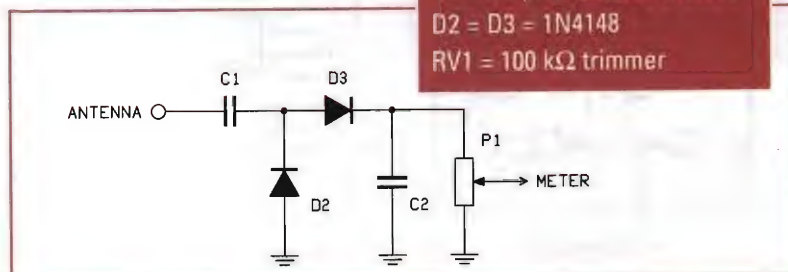 D2 = D3 = 1N4148
RV1 = 100 kΩ trimmer
C1
D3
ANTENNA
P1
METER
D2
C2